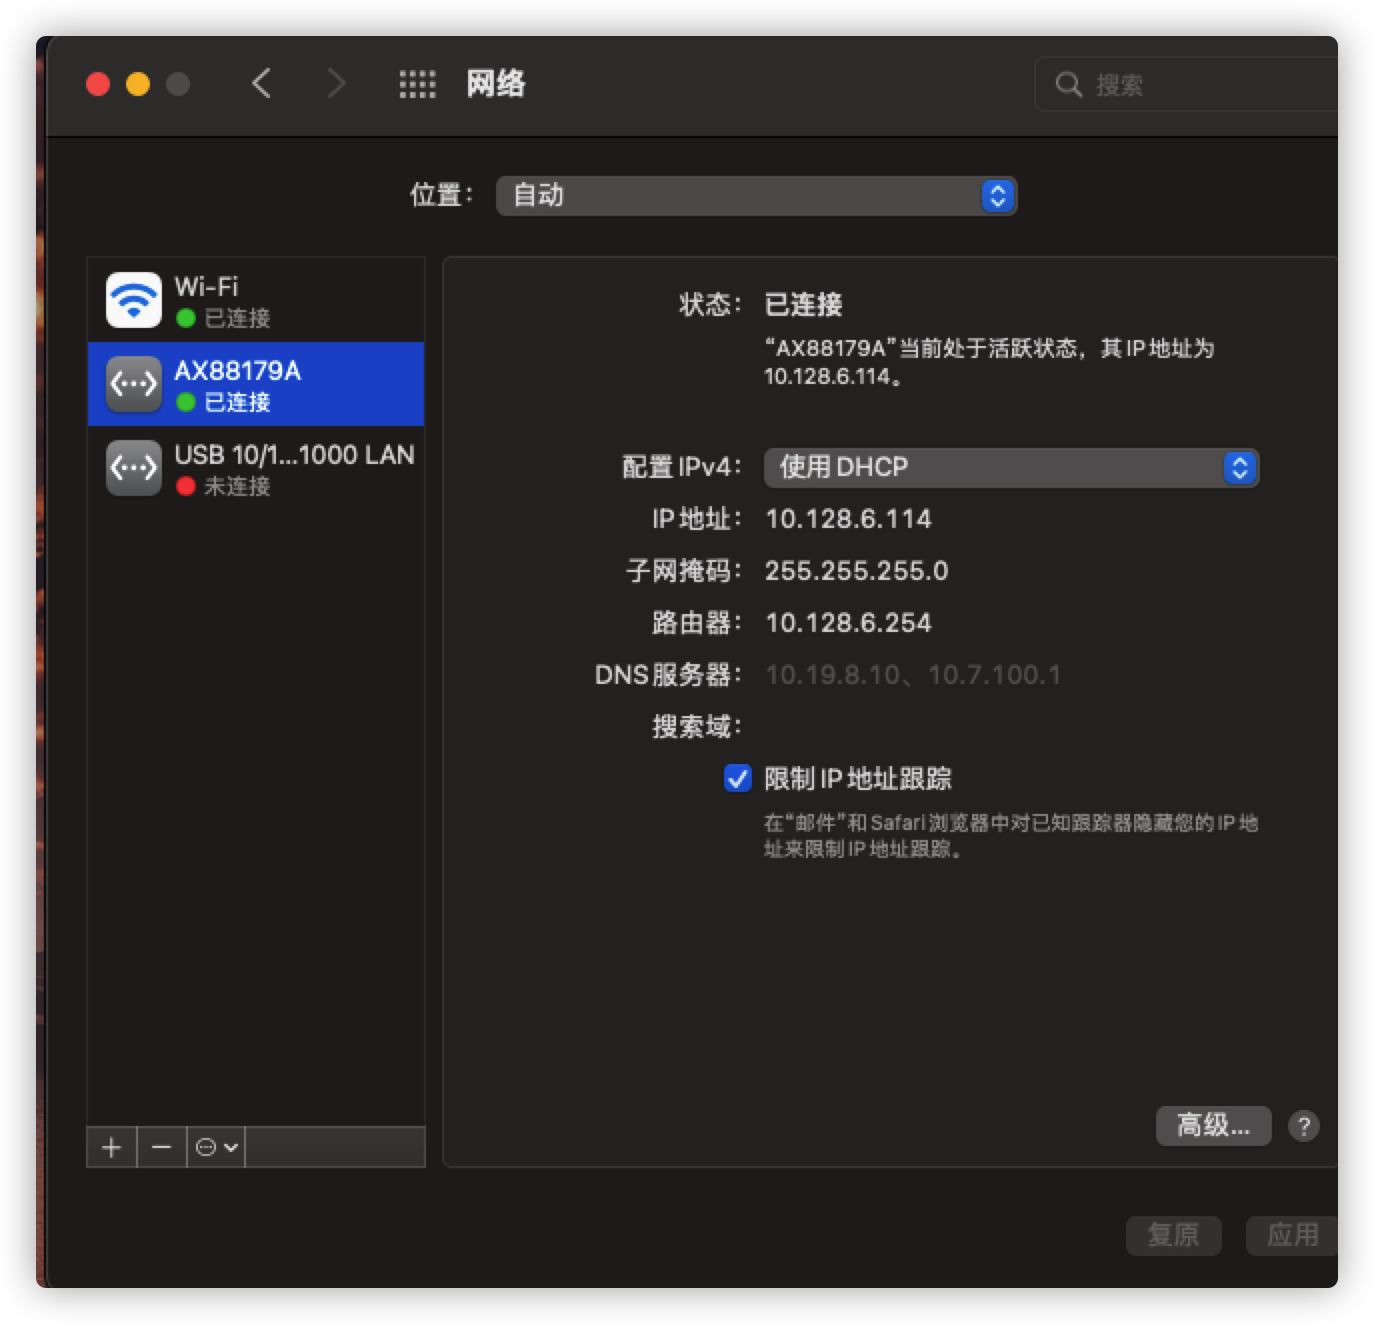 网络
搜索
位置： 自动
Wi-Fi
已连接
AX88179A
已连接
USB 10/1...1000 LAN
未连接
状态： 已连接
“AX88179A”当前处于活跃状态，其 IP 地址为
10.128.6.114。
配置 IPv4： 使用 DHCP
IP 地址： 10.128.6.114
子网掩码： 255.255.255.0
路由器： 10.128.6.254
DNS 服务器： 10.19.8.10、10.7.100.1
搜索域：
限制 IP 地址跟踪
在“邮件”和 Safari 浏览器中对已知跟踪器隐藏您的 IP 地
址来限制 IP 地址跟踪。
高级... ?
复原 应用